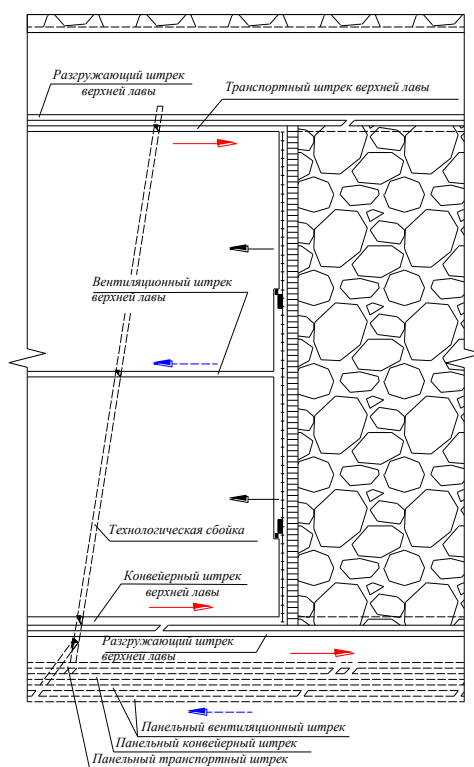 Разгружающий штрек
верхней лавы
Транспортный штрек верхней лавы
Вентиляционный штрек
верхней лавы
Технологическая сбойка
Конвейерный штрек
верхней лавы
Разгружающий штрек
верхней лавы
Панельный вентиляционный штрек
Панельный конвейерный штрек
Панельный транспортный штрек